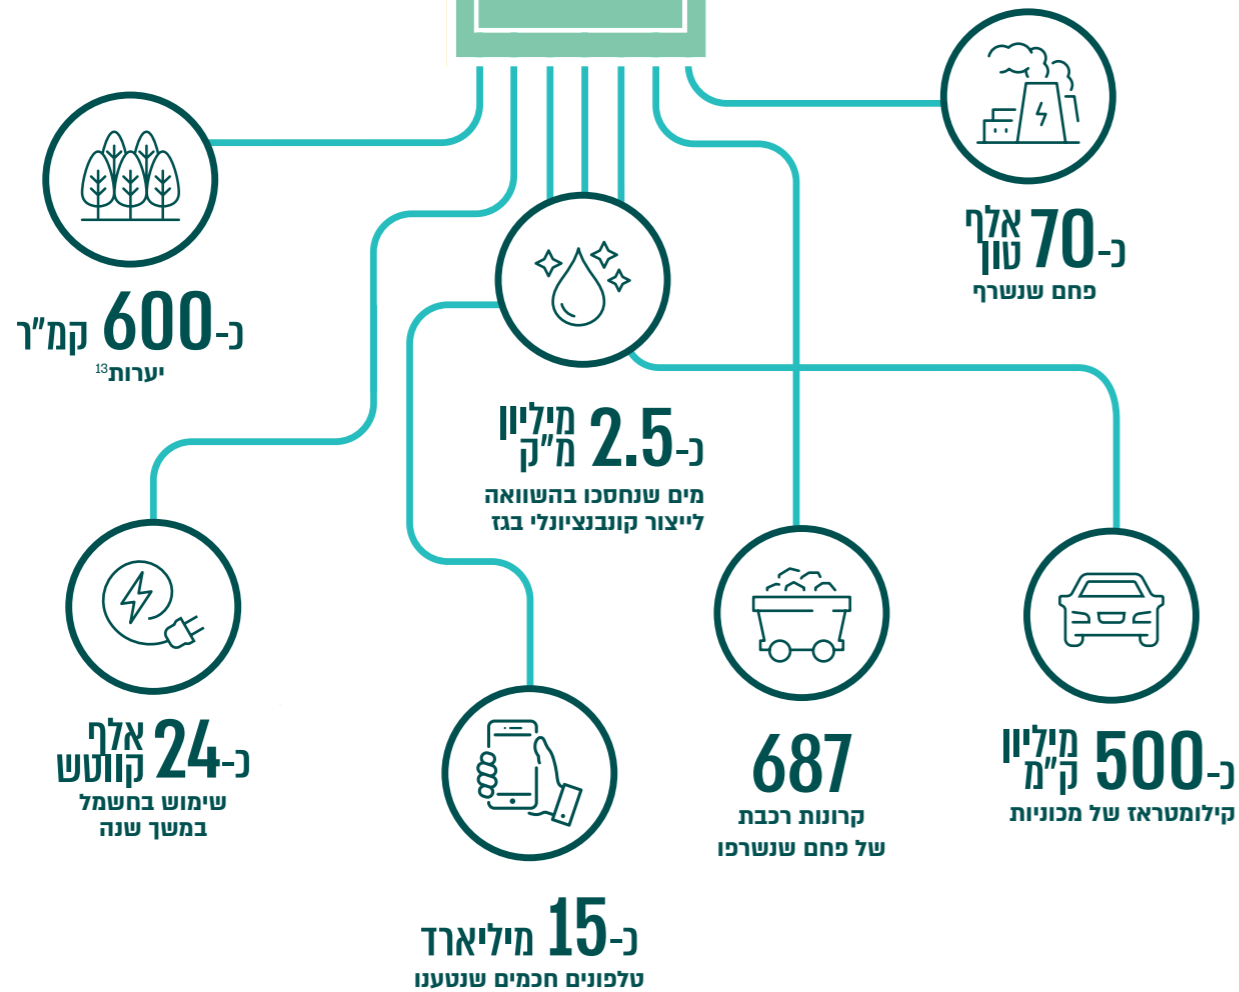 כ-70 אלף טון
פחם שנשרף
כ-600 קמ"ר
יערות13
כ-2.5 מיליון מ"ק
מים שנחסכו בהשוואה
לייצור קונבנציונלי בגז
כ-500 מיליון ק"מ
קילומטראז של מכוניות
687
קרונות רכבת
של פחם שנשרפו
כ-24 אלף קווטש
שימוש בחשמל
במשך שנה
כ-15 מיליארד
טלפונים חכמים שנטענו